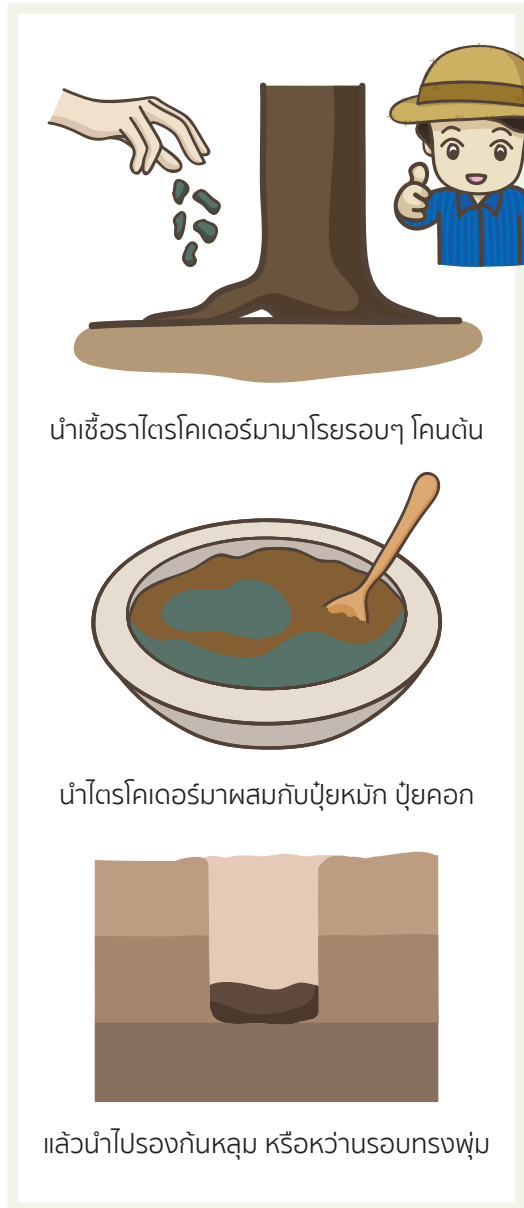 นำเชื้อราไตรโคเดอร์มามาโรยรอบๆ โคนต้น
นำไตรโคเดอร์มาผสมกับปุ๋ยหมัก ปุ๋ยคอก
แล้วนำไปรองก้นหลุม หรือหว่านรอบทรงพุ่ม